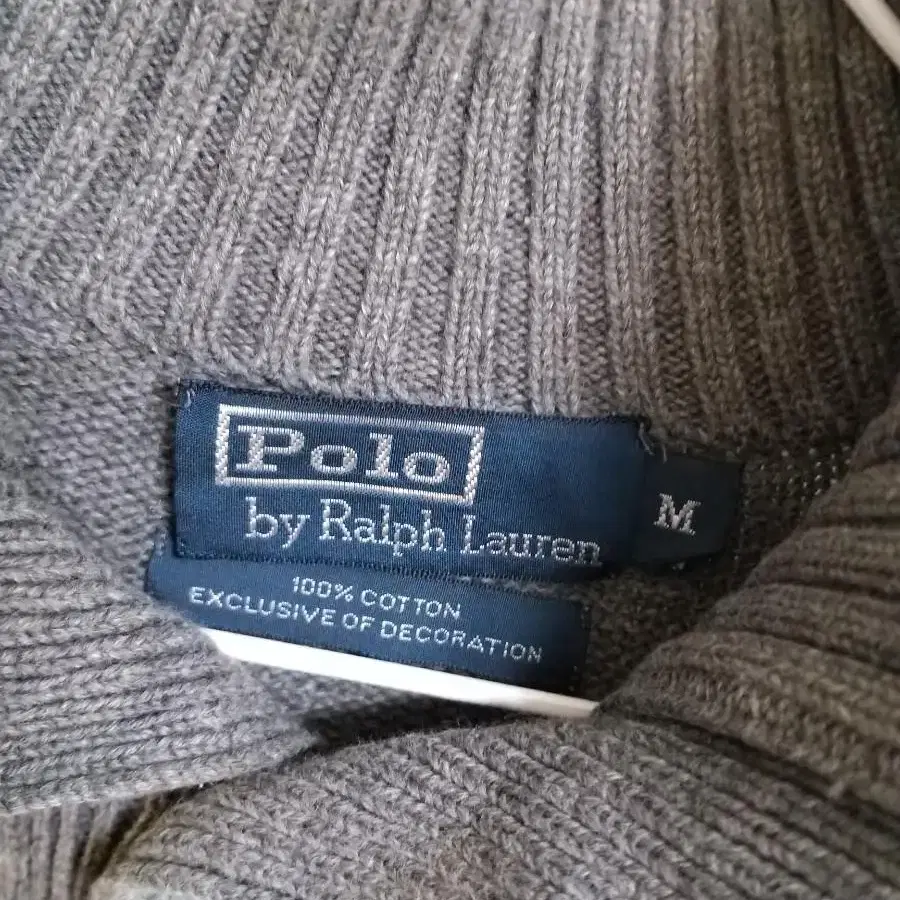 Polo
by Ralph Lauren
M
100% COTTON
EXCLUSIVE OF DECORATION